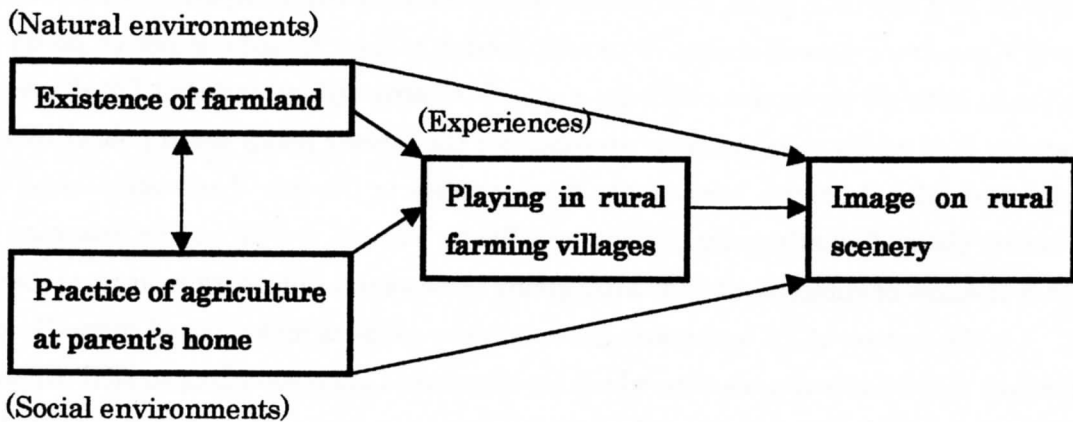 (Natural environments)
Existence of farmland
(Experiences)
Playing in rural
farming villages
Image on rural
scenery
Practice of agriculture
at parent's home
(Social environments)